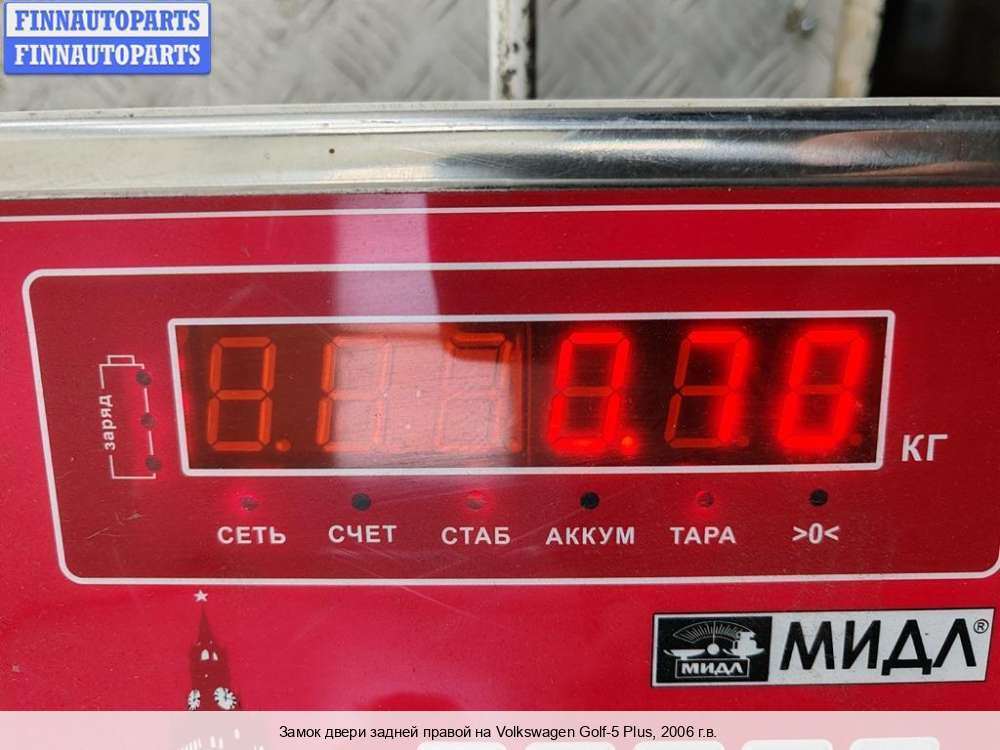 FINNAUTOPARTS
FINNAUTOPARTS
заряд
0.70
КГ
СЕТЬ СЧЕТ СТАБ АККУМ ТАРА >0<
МИДЛ МИДЛ®
Замок двери задней правой на Volkswagen Golf-5 Plus, 2006 г.в.